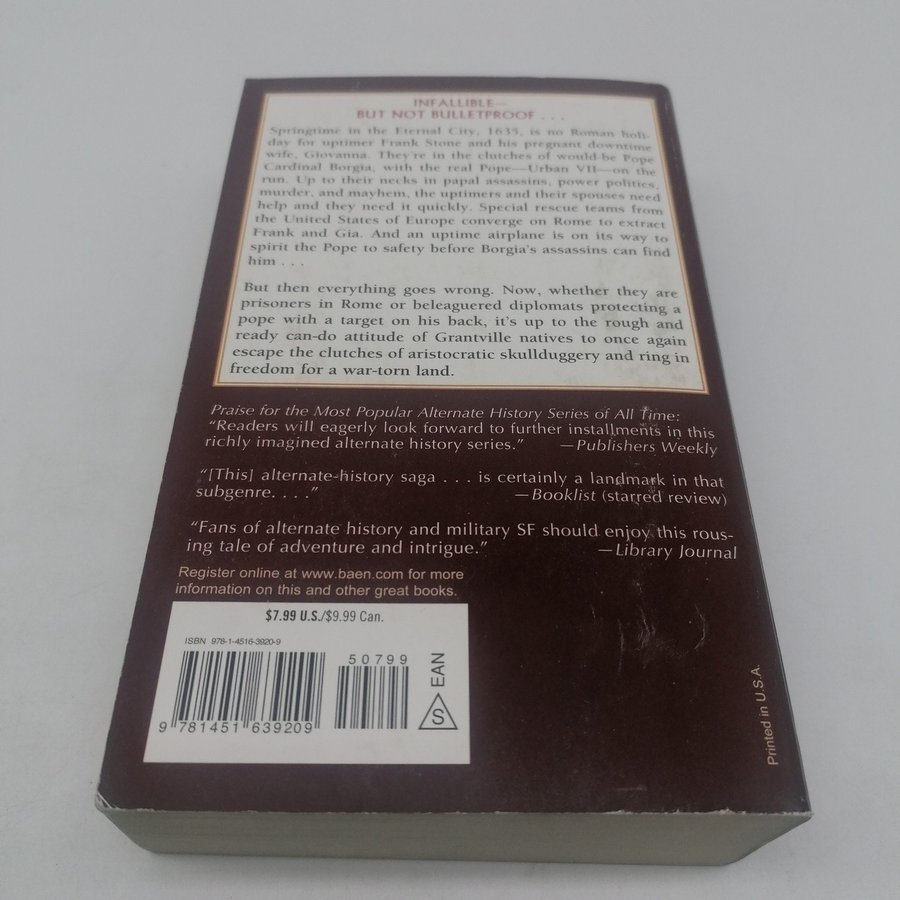 INFALLIBLE—
BUT NOT BULLETPROOF . . .
Springtime in the Eternal City, 1635, is no Roman holi-
day for uptimer Frank Stone and his pregnant downtime
wife, Giovanna. They're in the clutches of would-be Pope
Cardinal Borgia, with the real Pope—Urban VII—on the
run. Up to their necks in papal assassins, power politics,
murder, and mayhem, the uptimers and their spouses need
help and they need it quickly. Special rescue teams from
the United States of Europe converge on Rome to extract
Frank and Gia. And an uptime airplane is on its way to
spirit the Pope to safety before Borgia's assassins can find
him . . .
But then everything goes wrong. Now, whether they are
prisoners in Rome or beleaguered diplomats protecting a
pope with a target on his back, it's up to the rough and
ready can-do attitude of Grantville natives to once again
escape the clutches of aristocratic skullduggery and ring in
freedom for a war-torn land.
Praise for the Most Popular Alternate History Series of All Time:
“Readers will eagerly look forward to further installments in this
richly imagined alternate history series.” —Publishers Weekly
“[This] alternate-history saga . . . is certainly a landmark in that
subgenre. . . .” —Booklist (starred review)
“Fans of alternate history and military SF should enjoy this rous-
ing tale of adventure and intrigue.” —Library Journal
Register online at www.baen.com for more
information on this and other great books.
$7.99 U.S./$9.99 Can.
ISBN 978-1-4516-3920-9
50799
9 781451 639209
S EAN
Printed in U.S.A.